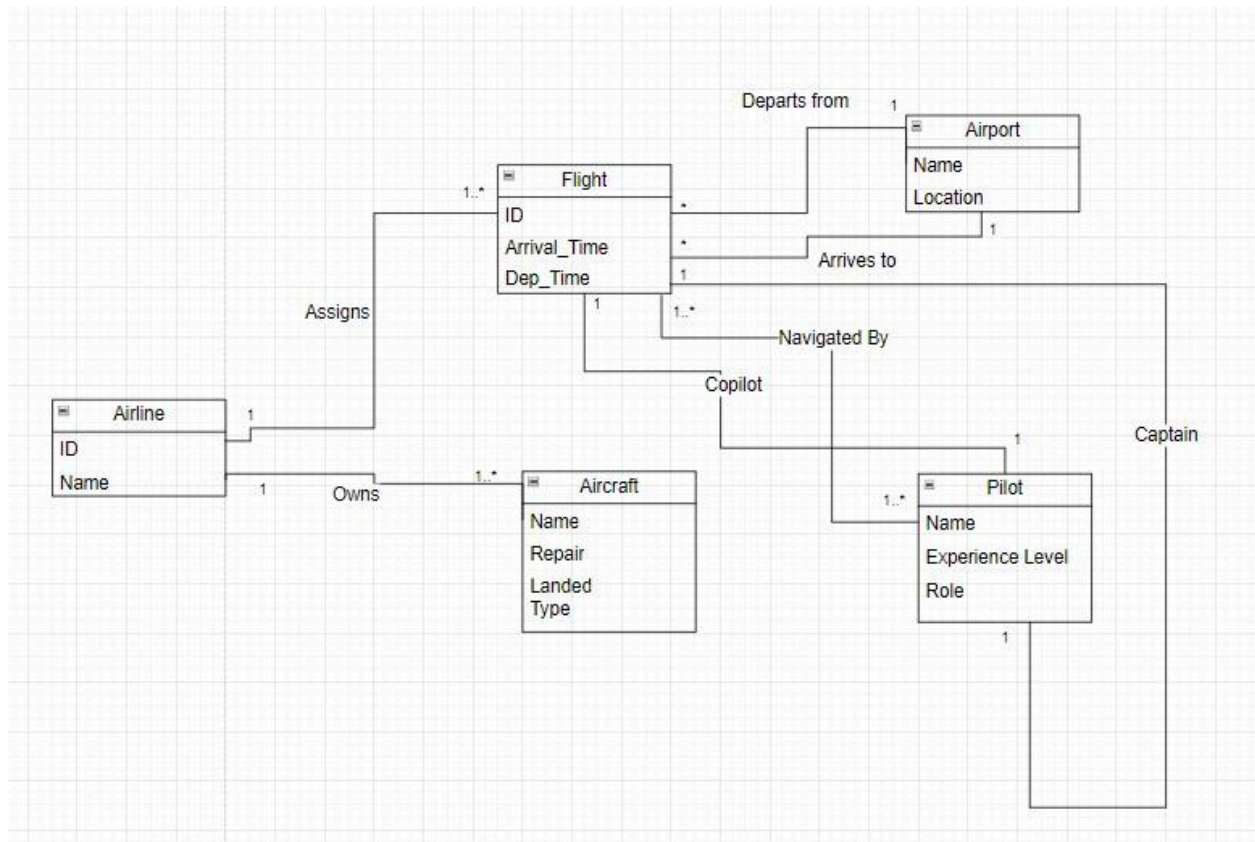 Departs from
1
Airport
Name
Location
1
Flight
ID
Arrival_Time
Dep_Time
1..*
*
*
1
Arrives to
1
1..*
Navigated By
Assigns
Copilot
Captain
Airline
ID
Name
1
1
Owns
1..*
Aircraft
Name
Repair
Landed
Type
1
Pilot
1..*
Name
Experience Level
Role
1